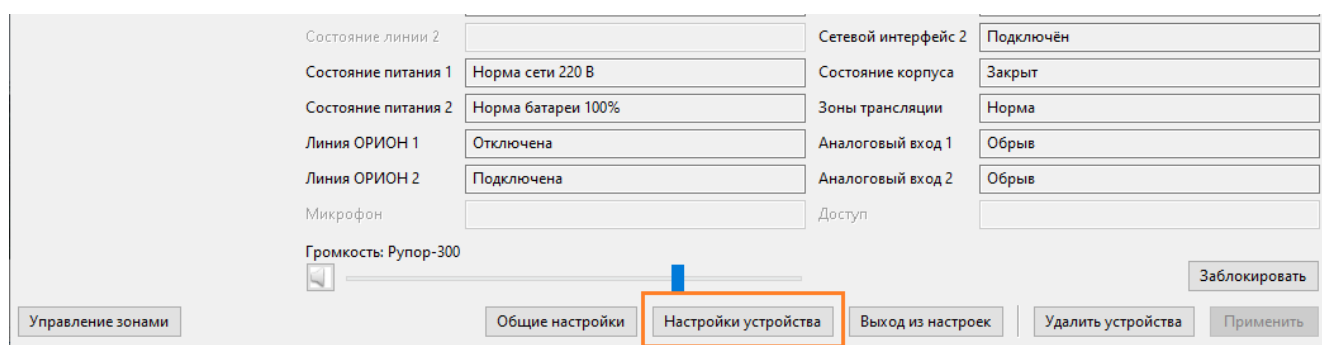 Состояние линии 2
Сетевой интерфейс 2 Подключён
Состояние питания 1 Норма сети 220 В Состояние корпуса Закрыт
Состояние питания 2 Норма батареи 100% Зоны трансляции Норма
Линия ОРИОН 1 Отключена Аналоговый вход 1 Обрыв
Линия ОРИОН 2 Подключена Аналоговый вход 2 Обрыв
Микрофон Доступ
Громкость: Рупор-300
Заблокировать
Управление зонами Общие настройки Настройки устройства Выход из настроек Удалить устройства Применить